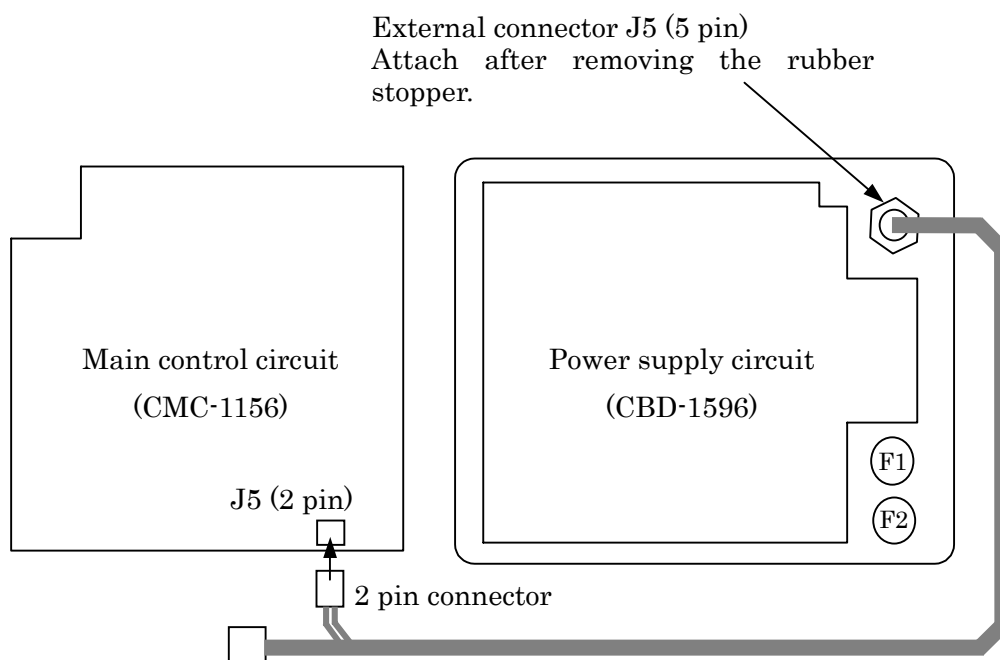 External connector J5 (5 pin)
Attach after removing the rubber
stopper.
Main control circuit
(CMC-1156)
Power supply circuit
(CBD-1596)
F1
J5 (2 pin)
F2
2 pin connector